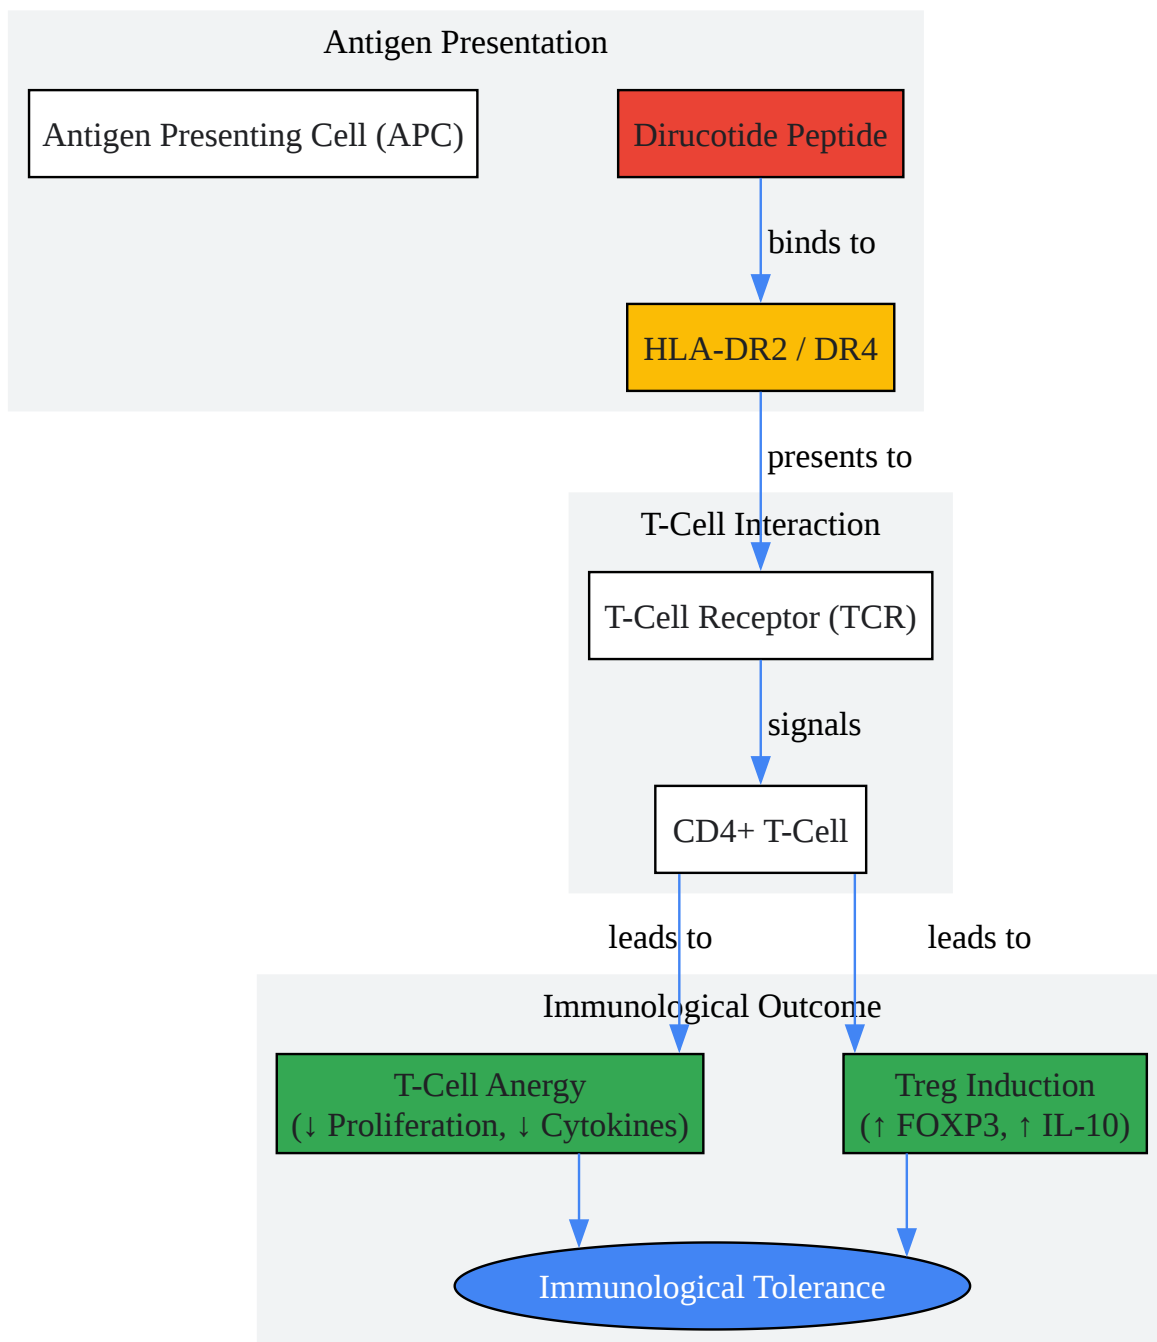 Antigen Presentation
Antigen Presenting Cell (APC)
Dirucotide Peptide
binds to
HLA-DR2 / DR4
presents to
T-Cell Interaction
T-Cell Receptor (TCR)
signals
CD4+ T-Cell
leads to
leads to
Immunological Outcome
T-Cell Anergy
(↓ Proliferation, ↓ Cytokines)
Treg Induction
(↑ FOXP3, ↑ IL-10)
Immunological Tolerance